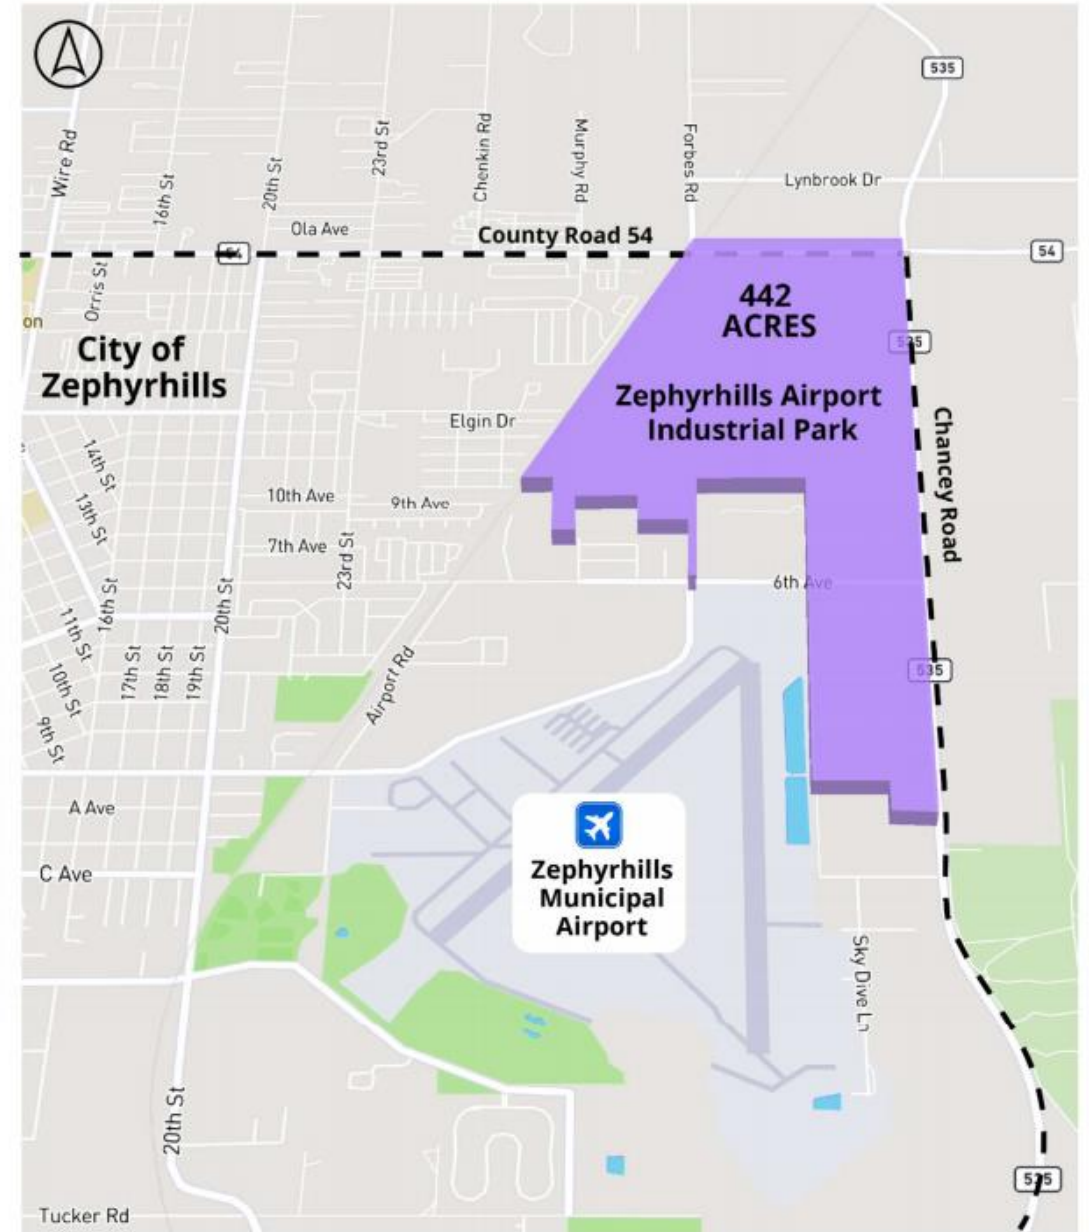 535
Wire Rd
16th St
20th St
23rd St
Chenkin Rd
Murphy Rd
Forbes Rd
Lynbrook Dr
Ola Ave
County Road 54
54
54
Orris St
on
City of
Zephyrhills
442
ACRES
535
Zephyrhills Airport
Industrial Park
Elgin Dr
Chancey Road
14th St
13th St
10th Ave
9th Ave
7th Ave
23rd St
6th Ave
16th St
20th St
11th St
10th St
9th St
17th St
18th St
19th St
Airport Rd
535
A Ave
C Ave
Zephyrhills
Municipal
Airport
Sky Dive Ln
20th St
535
Tucker Rd